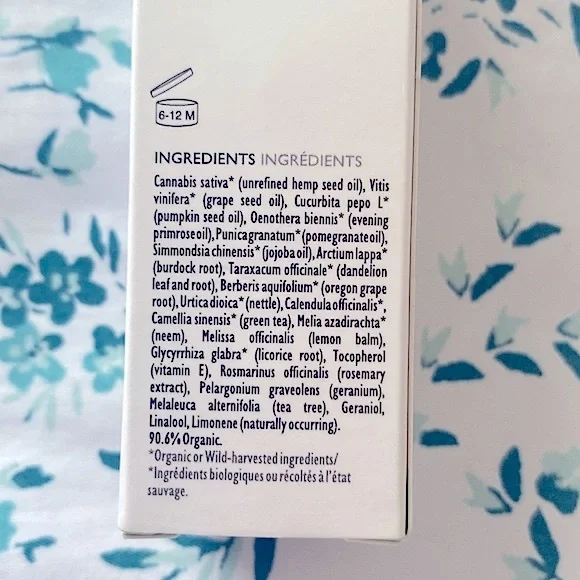 6-12 M
INGREDIENTS INGRÉDIENTS
Cannabis sativa* (unrefined hemp seed oil), Vitis
vinifera* (grape seed oil), Cucurbita pepo L*
(pumpkin seed oil), Oenothera biennis* (evening
primrose oil), Punica granatum* (pomegranate oil),
Simmondsia chinensis* (jojoba oil), Arctium lappa*
(burdock root), Taraxacum officinale* (dandelion
leaf and root), Berberis aquifolium* (oregon grape
root), Urtica dioica* (nettle), Calendula officinalis*,
Camellia sinensis* (green tea), Melia azadirachta*
(neem), Melissa officinalis (lemon balm),
Glycyrrhiza glabra* (licorice root), Tocopherol
(vitamin E), Rosmarinus officinalis (rosemary
extract), Pelargonium graveolens (geranium),
Melaleuca alternifolia (tea tree), Geraniol,
Linalool, Limonene (naturally occurring).
90.6% Organic.
*Organic or Wild-harvested ingredients/
*Ingrédients biologiques ou récoltés à l'état
sauvage.